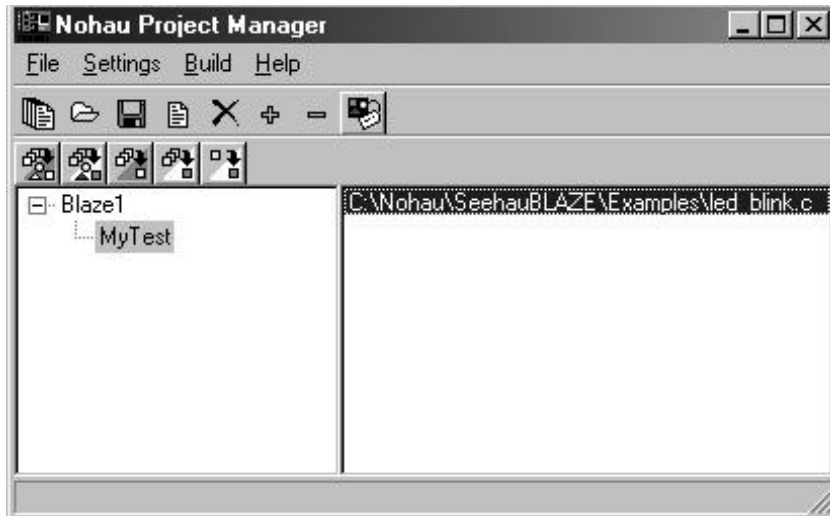 Nohau Project Manager
File Settings Build Help
Blaze1
MyTest
C:\Nohau\SeehauBLAZE\Examples\led_blink.c